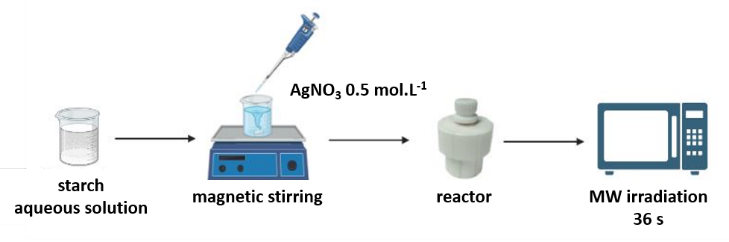 AgNO₃ 0.5 mol.L⁻¹
starch
aqueous solution
magnetic stirring
reactor
MW irradiation
36 s